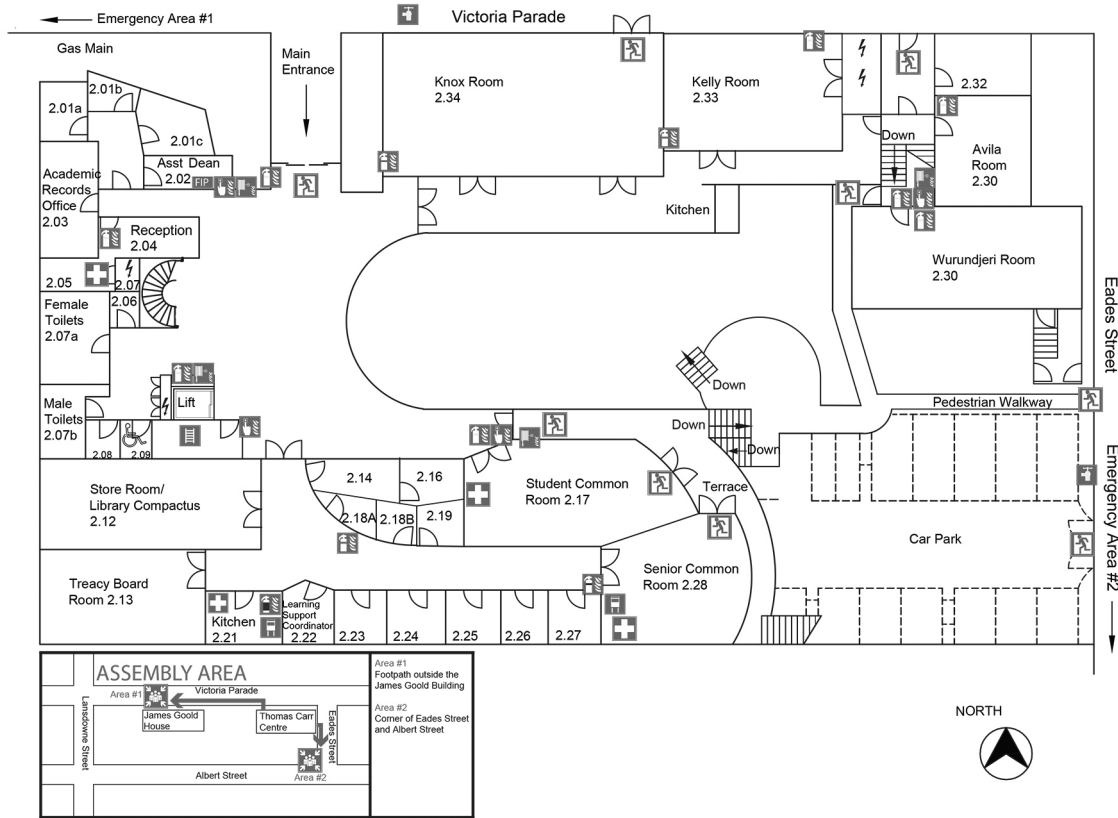 Emergency Area #1
Victoria Parade
Gas Main
Main
Entrance
Knox Room
2.34
Kelly Room
2.33
2.32
2.01b
2.01a
2.01c
Asst Dean
2.02
FIP
Down
Avila
Room
2.30
Academic
Records
Office
2.03
Kitchen
Reception
2.04
Wurundjeri Room
2.30
2.05
2.07
2.06
Female
Toilets
2.07a
Eades Street
Down
Lift
Male
Toilets
2.07b
Pedestrian Walkway
Down
Down
2.08
2.09
Store Room/
Library Compactus
2.12
2.14
2.16
Student Common
Room 2.17
Terrace
2.18A
2.18B
2.19
Car Park
Emergency Area #2
Treacy Board
Room 2.13
Senior Common
Room 2.28
Kitchen
2.21
Learning
Support
Coordinator
2.22
2.23
2.24
2.25
2.26
2.27
ASSEMBLY AREA
Area #1
Victoria Parade
James Goold
House
Thomas Carr
Centre
Lansdowne Street
Eades Street
Albert Street
Area #2
Area #1
Footpath outside the
James Goold Building
Area #2
Corner of Eades Street
and Albert Street
NORTH